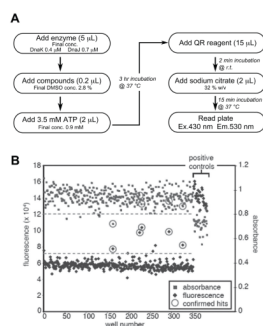 A
Add enzyme (5 μL)
Final conc.
DnaK 0.4 μM DnaJ 0.7 μM
Add compounds (0.2 μL)
Final DMSO conc. 2.8 %
Add 3.5 mM ATP (2 μL)
Final conc. 0.9 mM
3 hr incubation
@ 37 °C
Add QR reagent (15 μL)
2 min incubation
@ r.t.
Add sodium citrate (2 μL)
32 % w/v
15 min incubation
@ 37 °C
Read plate
Ex.430 nm Em.530 nm
B
positive
controls
18
16
14
12
10
8
6
4
2
0
fluorescence (x 10⁴)
1.2
1
0.8
0.6
0.4
0.2
0
absorbance
absorbance
fluorescence
confirmed hits
0 50 100 150 200 250 300 350
well number